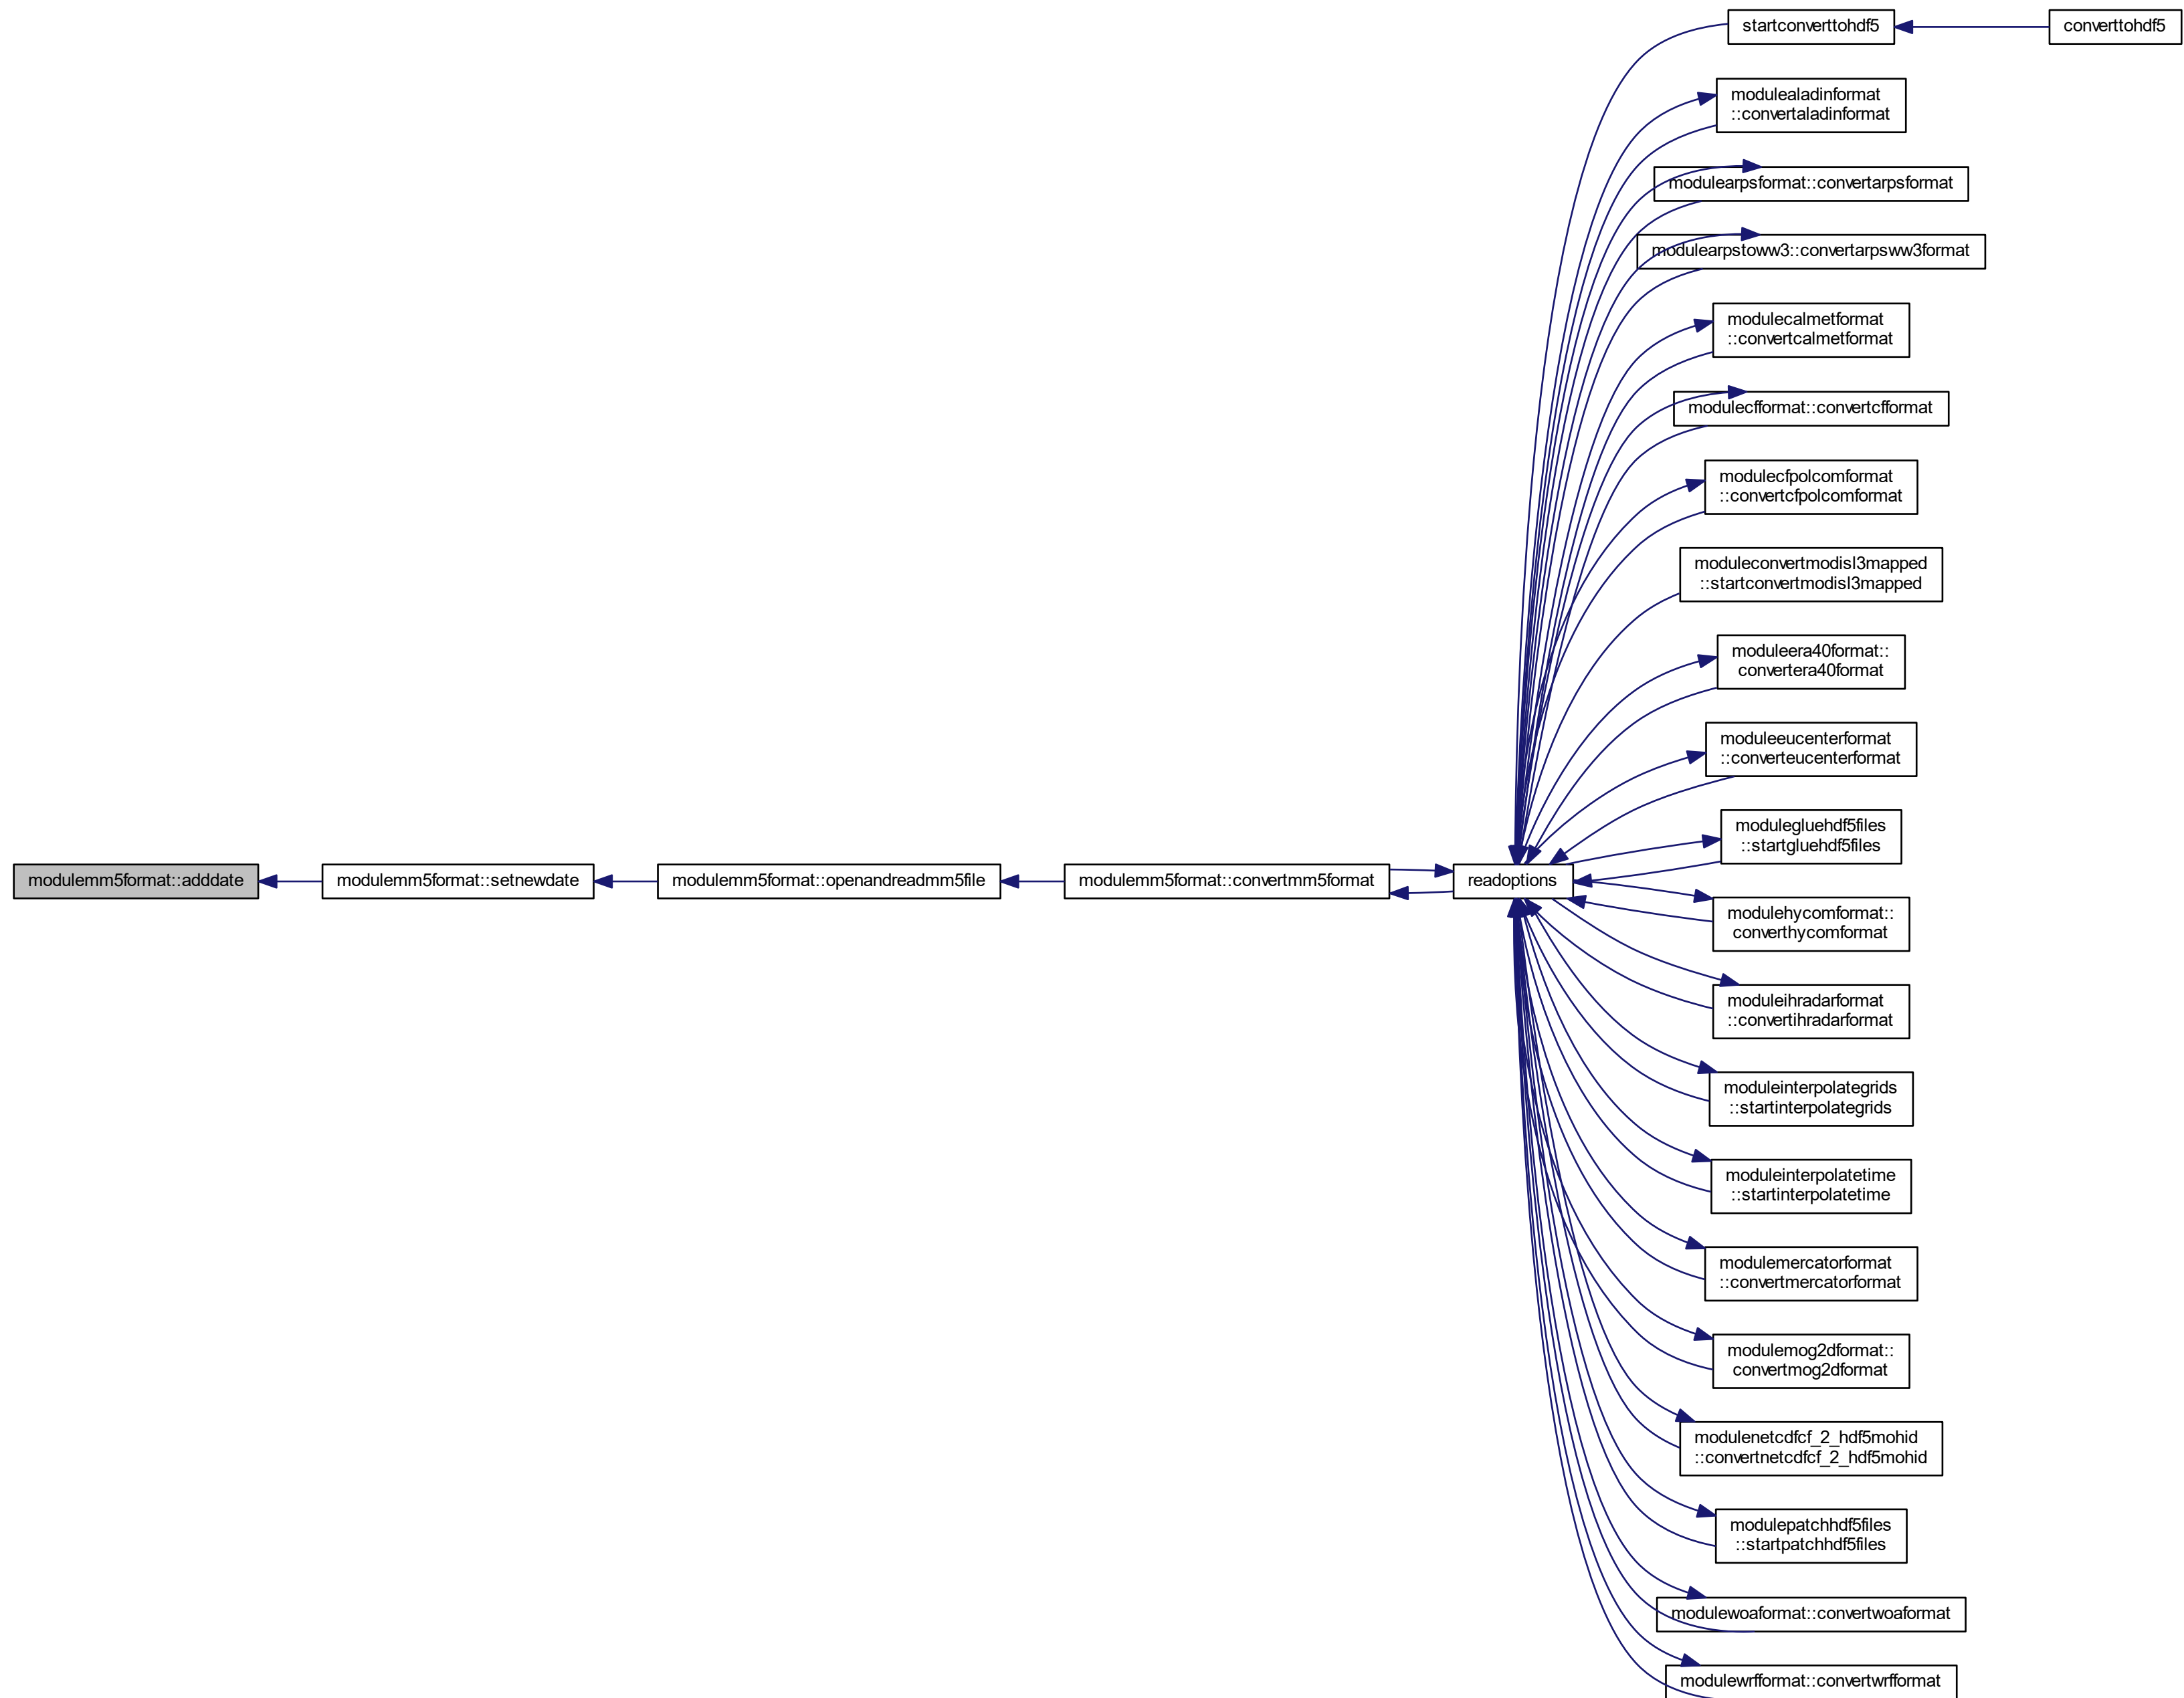 startconverttohdf5
converttohdf5
modulealadinformat
::convertaladinformat
modulearpsformat::convertarpsformat
modulearpstoww3::convertarpsww3format
modulecalmetformat
::convertcalmetformat
modulecfformat::convertcfformat
modulecfpolcomformat
::convertcfpolcomformat
moduleconvertmodisl3mapped
::startconvertmodisl3mapped
moduleera40format::
convertera40format
moduleeucenterformat
::converteucenterformat
modulegluehdf5files
::startgluehdf5files
modulemm5format::adddate
modulemm5format::setnewdate
modulemm5format::openandreadmm5file
modulemm5format::convertmm5format
readoptions
modulehycomformat::
converthycomformat
moduleihradarformat
::convertihradarformat
moduleinterpolategrids
::startinterpolategrids
moduleinterpolatetime
::startinterpolatetime
modulemercatorformat
::convertmercatorformat
modulemog2dformat::
convertmog2dformat
modulenetcdfcf_2_hdf5mohid
::convertnetcdfcf_2_hdf5mohid
modulepatchhdf5files
::startpatchhdf5files
modulewoaformat::convertwoaformat
modulewrfformat::convertwrfformat